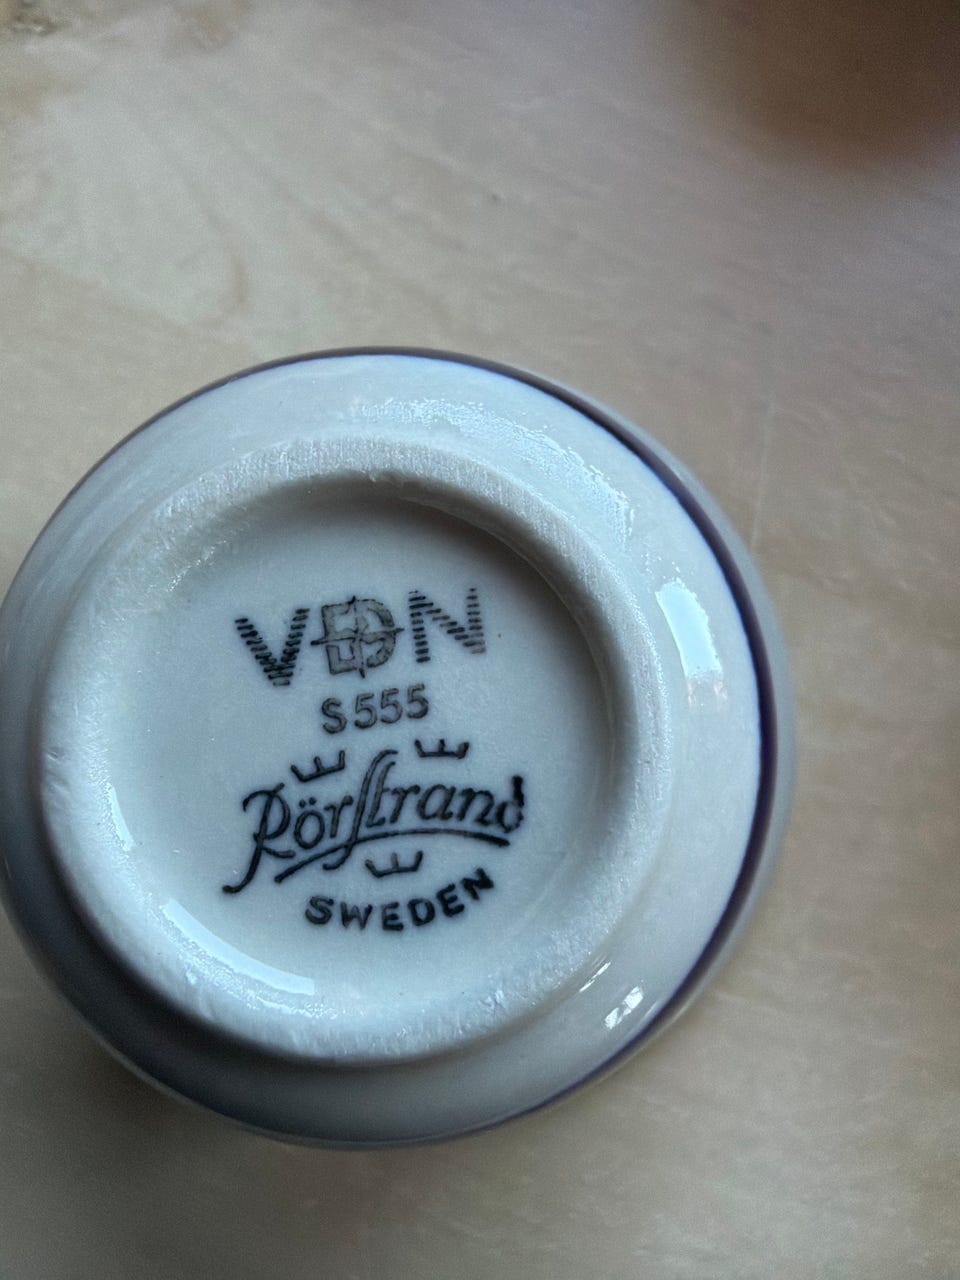 VDN
S555
Rörstrand
SWEDEN